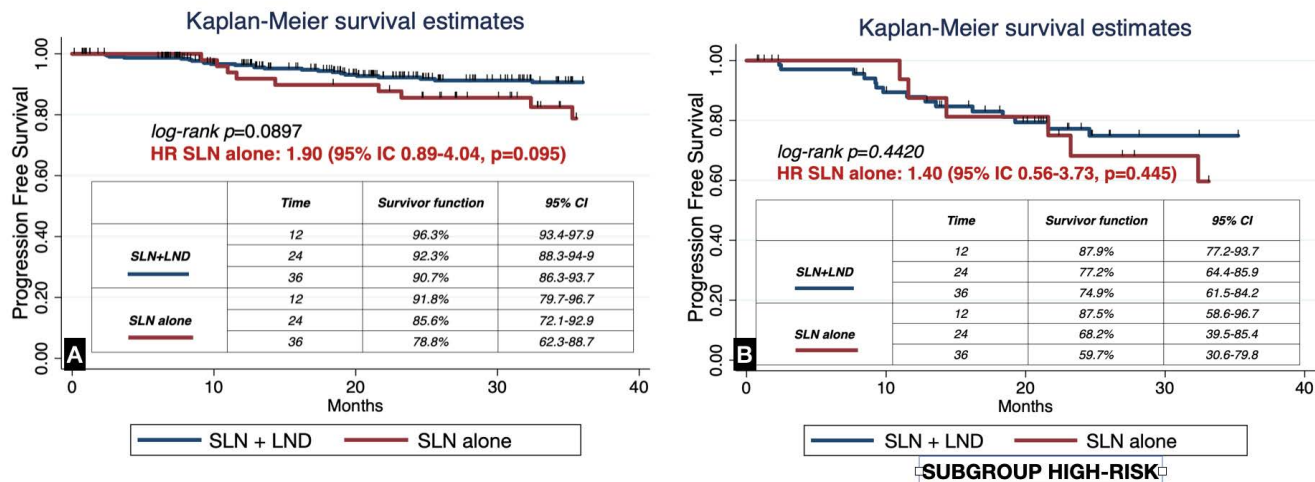 Kaplan-Meier survival estimates
Progression Free Survival
1.00
0.80
0.60
0.40
0.20
0.00
log-rank p=0.0897
HR SLN alone: 1.90 (95% IC 0.89-4.04, p=0.095)
Time Survivor function 95% CI
SLN+LND
12 96.3% 93.4-97.9
24 92.3% 88.3-94-9
36 90.7% 86.3-93.7
SLN alone
12 91.8% 79.7-96.7
24 85.6% 72.1-92.9
36 78.8% 62.3-88.7
A
0 10 20 30 40
Months
SLN + LND SLN alone
Kaplan-Meier survival estimates
Progression Free Survival
1.00
0.80
0.60
0.40
0.20
0.00
log-rank p=0.4420
HR SLN alone: 1.40 (95% IC 0.56-3.73, p=0.445)
Time Survivor function 95% CI
SLN+LND
12 87.9% 77.2-93.7
24 77.2% 64.4-85.9
36 74.9% 61.5-84.2
SLN alone
12 87.5% 58.6-96.7
24 68.2% 39.5-85.4
36 59.7% 30.6-79.8
B
0 10 20 30 40
Months
SLN + LND SLN alone
SUBGROUP HIGH-RISK